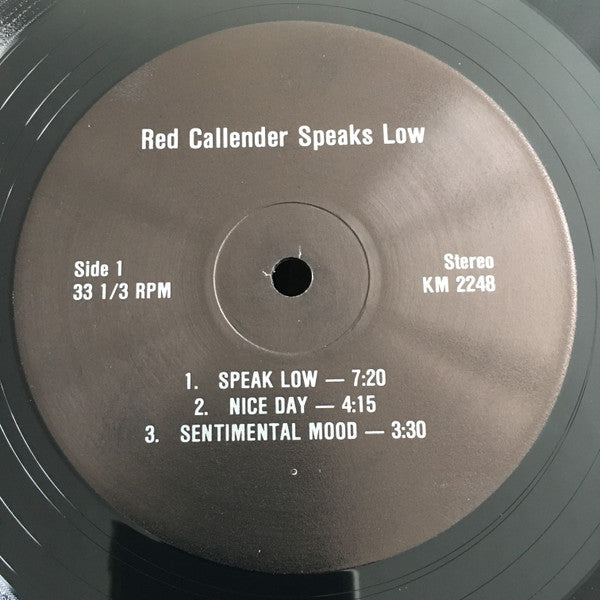 Red Callender Speaks Low
Side 1
33 1/3 RPM
Stereo
KM 2248
1. SPEAK LOW — 7:20
2. NICE DAY — 4:15
3. SENTIMENTAL MOOD — 3:30